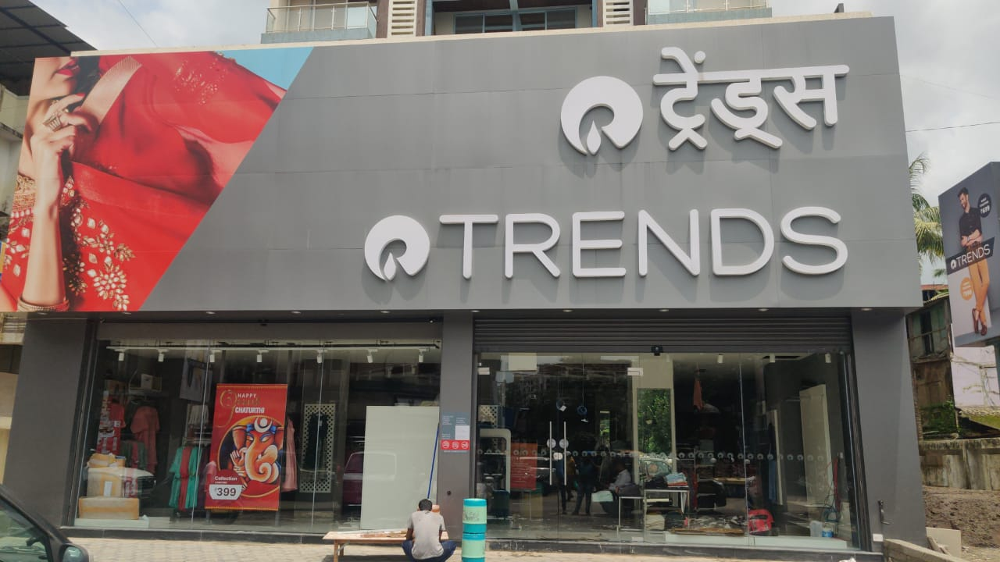 ट्रेंड्स
TRENDS
TRENDS
HAPPY
CHATURTHI
Collection
399